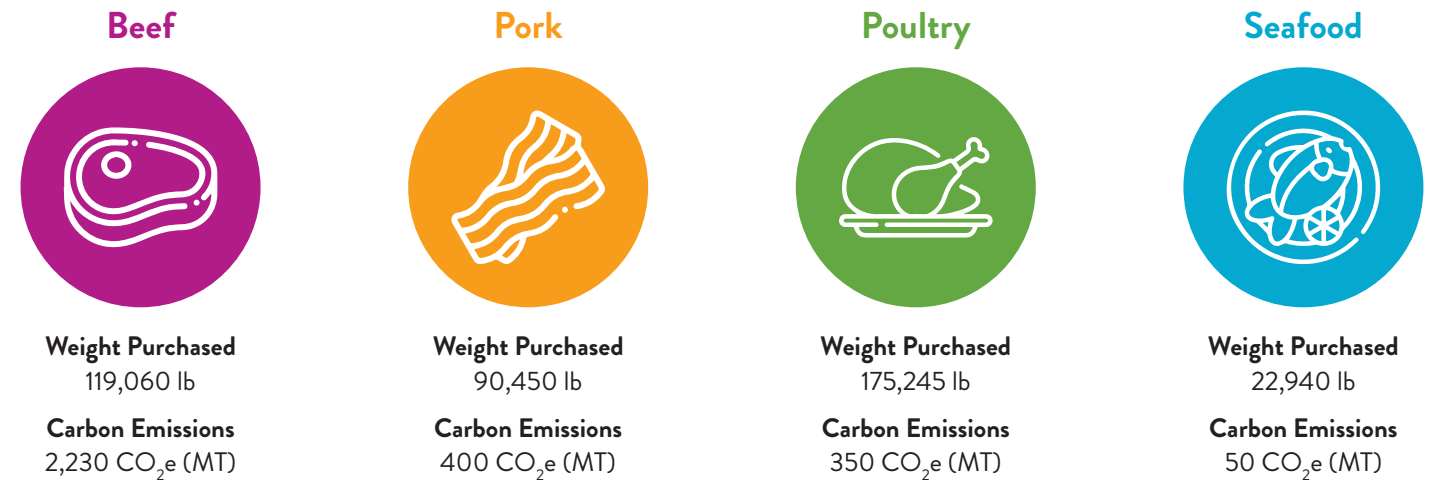 Beef
Pork
Poultry
Seafood
Weight Purchased
119,060 lb
Carbon Emissions
2,230 CO₂e (MT)
Weight Purchased
90,450 lb
Carbon Emissions
400 CO₂e (MT)
Weight Purchased
175,245 lb
Carbon Emissions
350 CO₂e (MT)
Weight Purchased
22,940 lb
Carbon Emissions
50 CO₂e (MT)